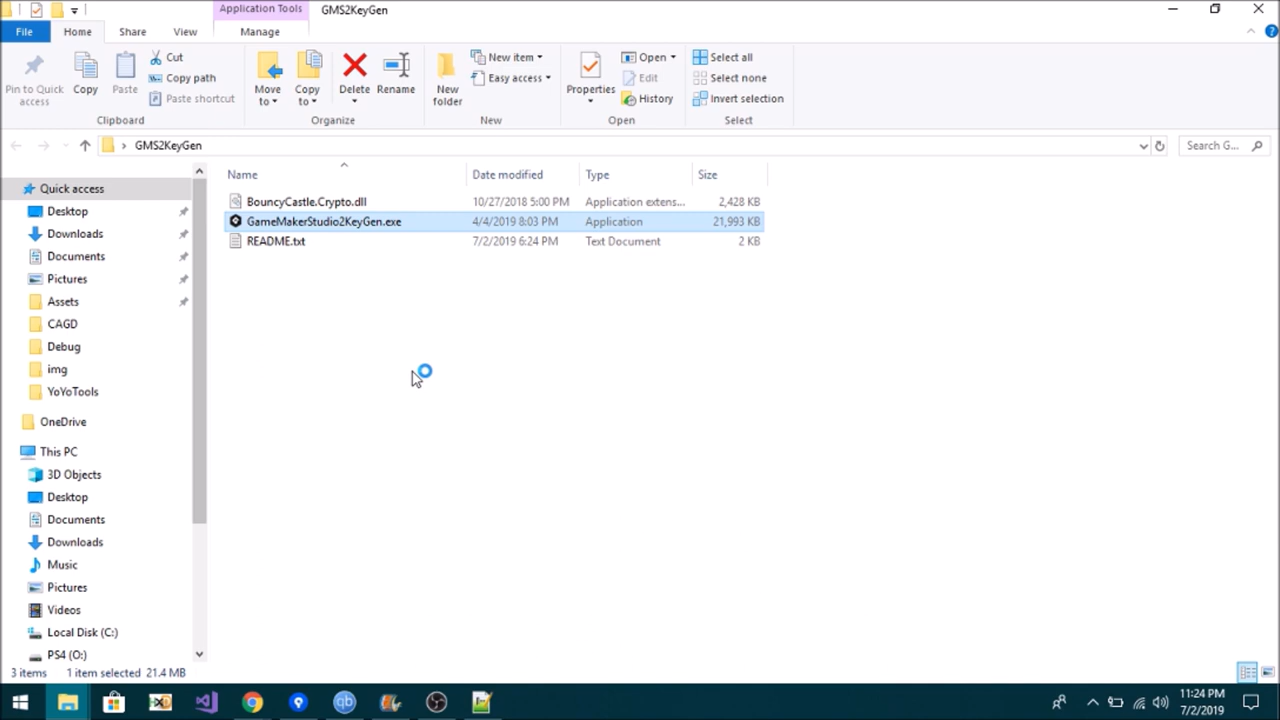 Application Tools
GMS2KeyGen
File
Home
Share
View
Manage
Pin to Quick access
Copy
Paste
Cut
Copy path
Paste shortcut
Clipboard
Move to
Copy to
Delete
Rename
Organize
New folder
New item
Easy access
New
Properties
Open
Edit
History
Open
Select all
Select none
Invert selection
Select
GMS2KeyGen
Search G...
Name
Date modified
Type
Size
BouncyCastle.Crypto.dll 10/27/2018 5:00 PM Application extens... 2,428 KB
GameMakerStudio2KeyGen.exe 4/4/2019 8:03 PM Application 21,993 KB
README.txt 7/2/2019 6:24 PM Text Document 2 KB
Quick access
Desktop
Downloads
Documents
Pictures
Assets
CAGD
Debug
img
YoYoTools
OneDrive
This PC
3D Objects
Desktop
Documents
Downloads
Music
Pictures
Videos
Local Disk (C:)
PS4 (O:)
3 items 1 item selected 21.4 MB
qb
11:24 PM
7/2/2019